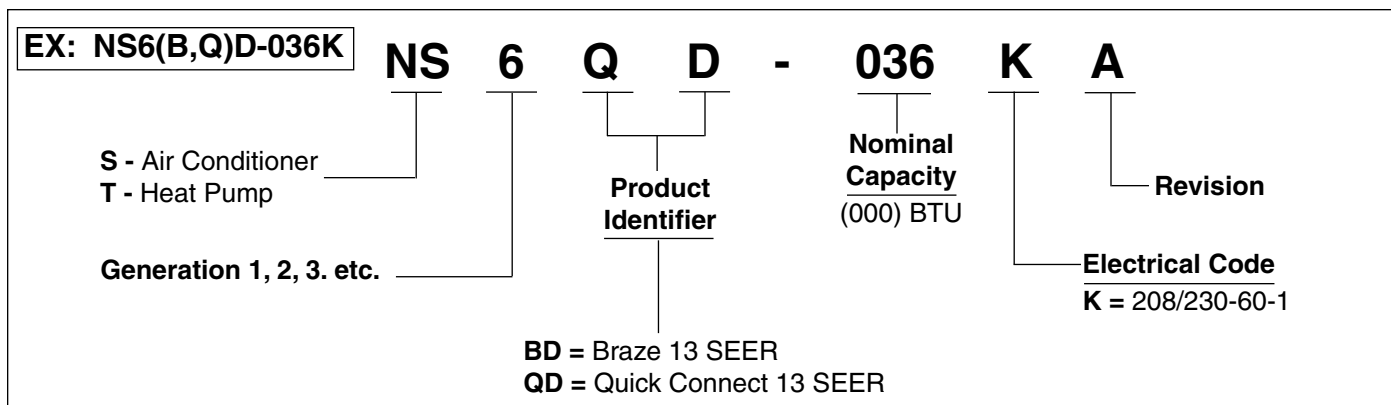 EX: NS6(B,Q)D-036K
NS 6 Q D - 036 K A
S - Air Conditioner
T - Heat Pump
Generation 1, 2, 3. etc.
Product
Identifier
BD = Braze 13 SEER
QD = Quick Connect 13 SEER
Nominal
Capacity
(000) BTU
Revision
Electrical Code
K = 208/230-60-1